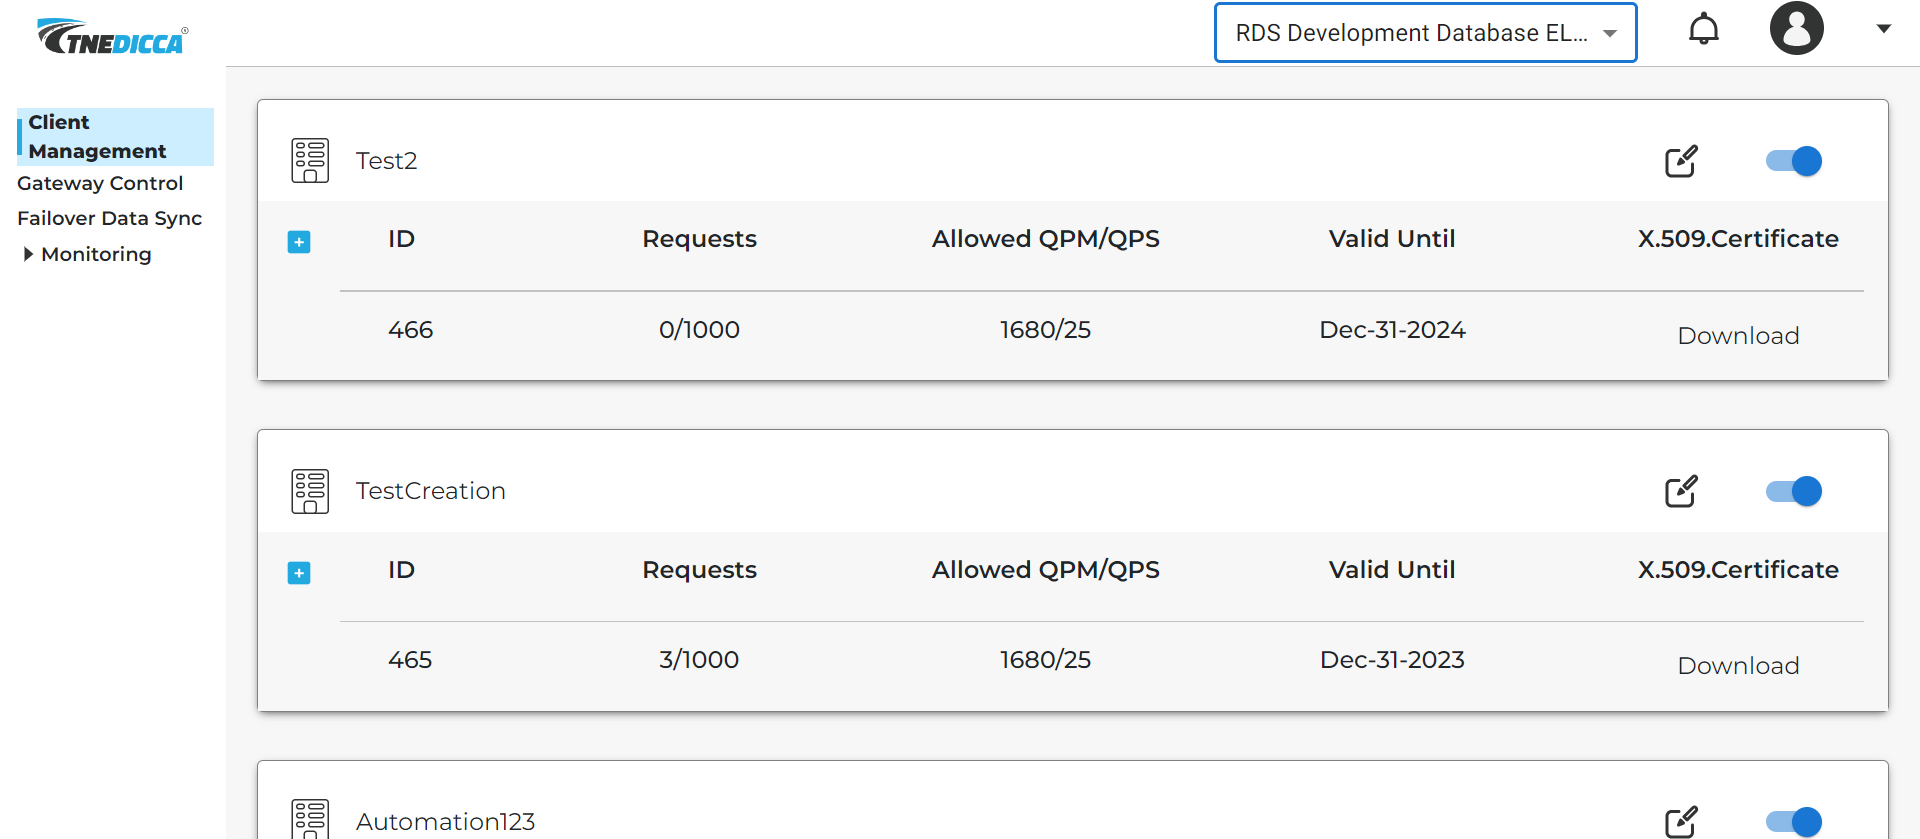 TNEDICCA®
RDS Development Database EL...
Client
Management
Gateway Control
Failover Data Sync
Monitoring
Test2
ID Requests Allowed QPM/QPS Valid Until X.509.Certificate
466 0/1000 1680/25 Dec-31-2024 Download
TestCreation
ID Requests Allowed QPM/QPS Valid Until X.509.Certificate
465 3/1000 1680/25 Dec-31-2023 Download
Automation123